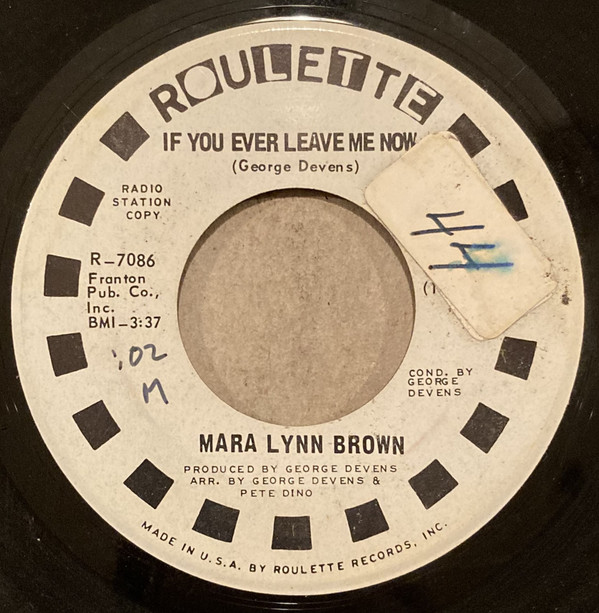 ROULETTE
IF YOU EVER LEAVE ME NOW
(George Devens)
RADIO
STATION
COPY
44
R-7086
Franton
Pub. Co.,
Inc.
BMI-3:37
(1
:02
M
COND. BY
GEORGE
DEVENS
MARA LYNN BROWN
PRODUCED BY GEORGE DEVENS
ARR. BY GEORGE DEVENS &
PETE DINO
MADE IN U.S.A. BY ROULETTE RECORDS, INC.